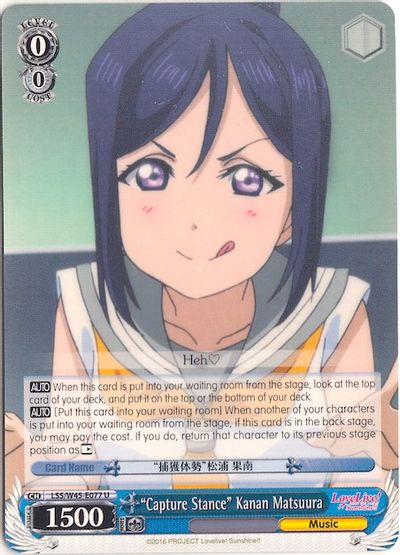 LEVEL
0
0
COST
Heh♡
AUTO When this card is put into your waiting room from the stage, look at the top
card of your deck, and put it on the top or the bottom of your deck.
AUTO [Put this card into your waiting room] When another of your characters
is put into your waiting room from the stage, if this card is in the back stage,
you may pay the cost. If you do, return that character to its previous stage
position as
Card Name "捕獲体勢"松浦 果南
CH LSS/W45-E077 U
"Capture Stance" Kanan Matsuura
LoveLive!
Sunshine!!
1500
Music
©2016 PROJECT Lovelive! Sunshine!!